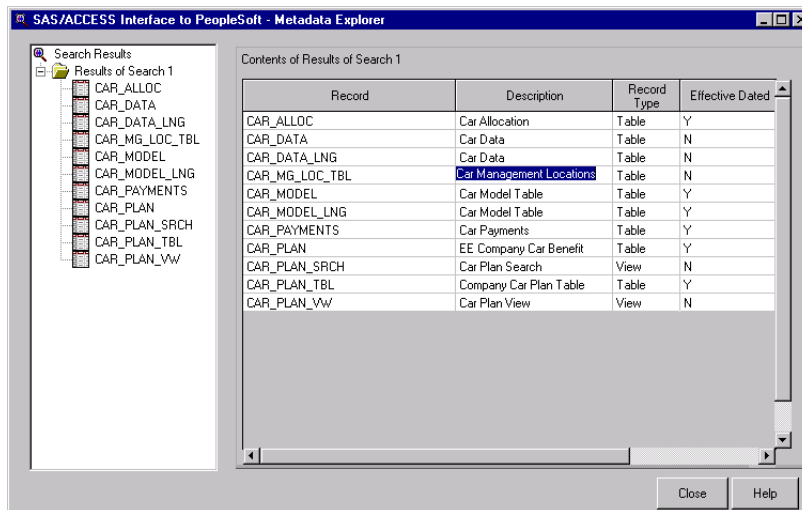 SAS/ACCESS Interface to PeopleSoft - Metadata Explorer
Search Results
Results of Search 1
CAR_ALLOC
CAR_DATA
CAR_DATA_LNG
CAR_MG_LOC_TBL
CAR_MODEL
CAR_MODEL_LNG
CAR_PAYMENTS
CAR_PLAN
CAR_PLAN_SRCH
CAR_PLAN_TBL
CAR_PLAN_VW
Contents of Results of Search 1
Record Description Record Type Effective Dated
CAR_ALLOC Car Allocation Table Y
CAR_DATA Car Data Table N
CAR_DATA_LNG Car Data Table N
CAR_MG_LOC_TBL Car Management Locations Table N
CAR_MODEL Car Model Table Table Y
CAR_MODEL_LNG Car Model Table Table Y
CAR_PAYMENTS Car Payments Table Y
CAR_PLAN EE Company Car Benefit Table Y
CAR_PLAN_SRCH Car Plan Search View N
CAR_PLAN_TBL Company Car Plan Table Table Y
CAR_PLAN_VW Car Plan View View N
Close Help